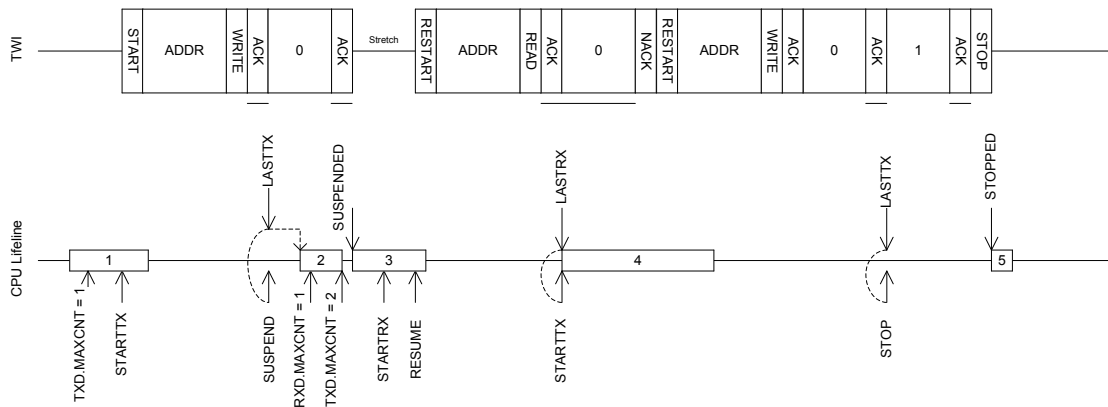 TWI
START
ADDR
WRITE
ACK
0
ACK
Stretch
RESTART
ADDR
READ
ACK
0
NACK
RESTART
ADDR
WRITE
ACK
0
ACK
1
ACK
STOP
CPU Lifeline
LASTTX
SUSPENDED
LASTRX
LASTTX
STOPPED
1
2
3
4
5
TXD.MAXCNT = 1
STARTTX
SUSPEND
RXD.MAXCNT = 1
TXD.MAXCNT = 2
STARTRX
RESUME
STARTTX
STOP